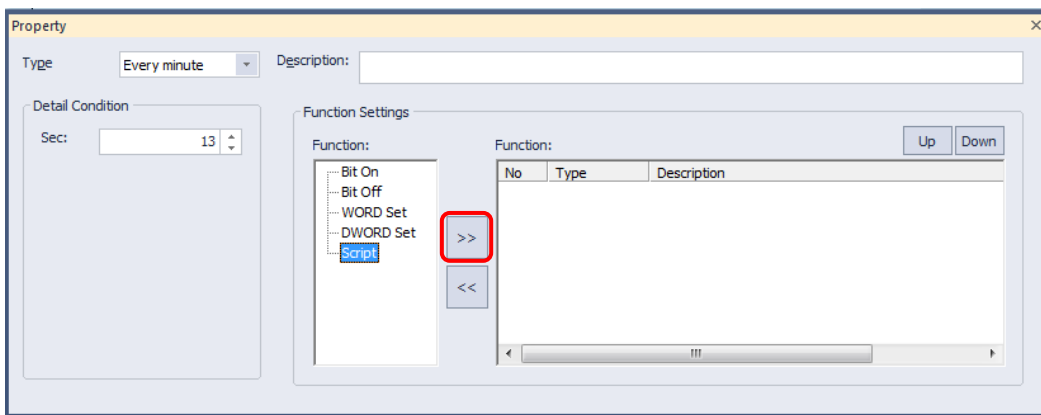 Property
Type Every minute Description:
Detail Condition
Function Settings
Sec: 13
Function: Function: Up Down
No Type Description
Bit On
Bit Off
WORD Set
DWORD Set
Script
>>
<<